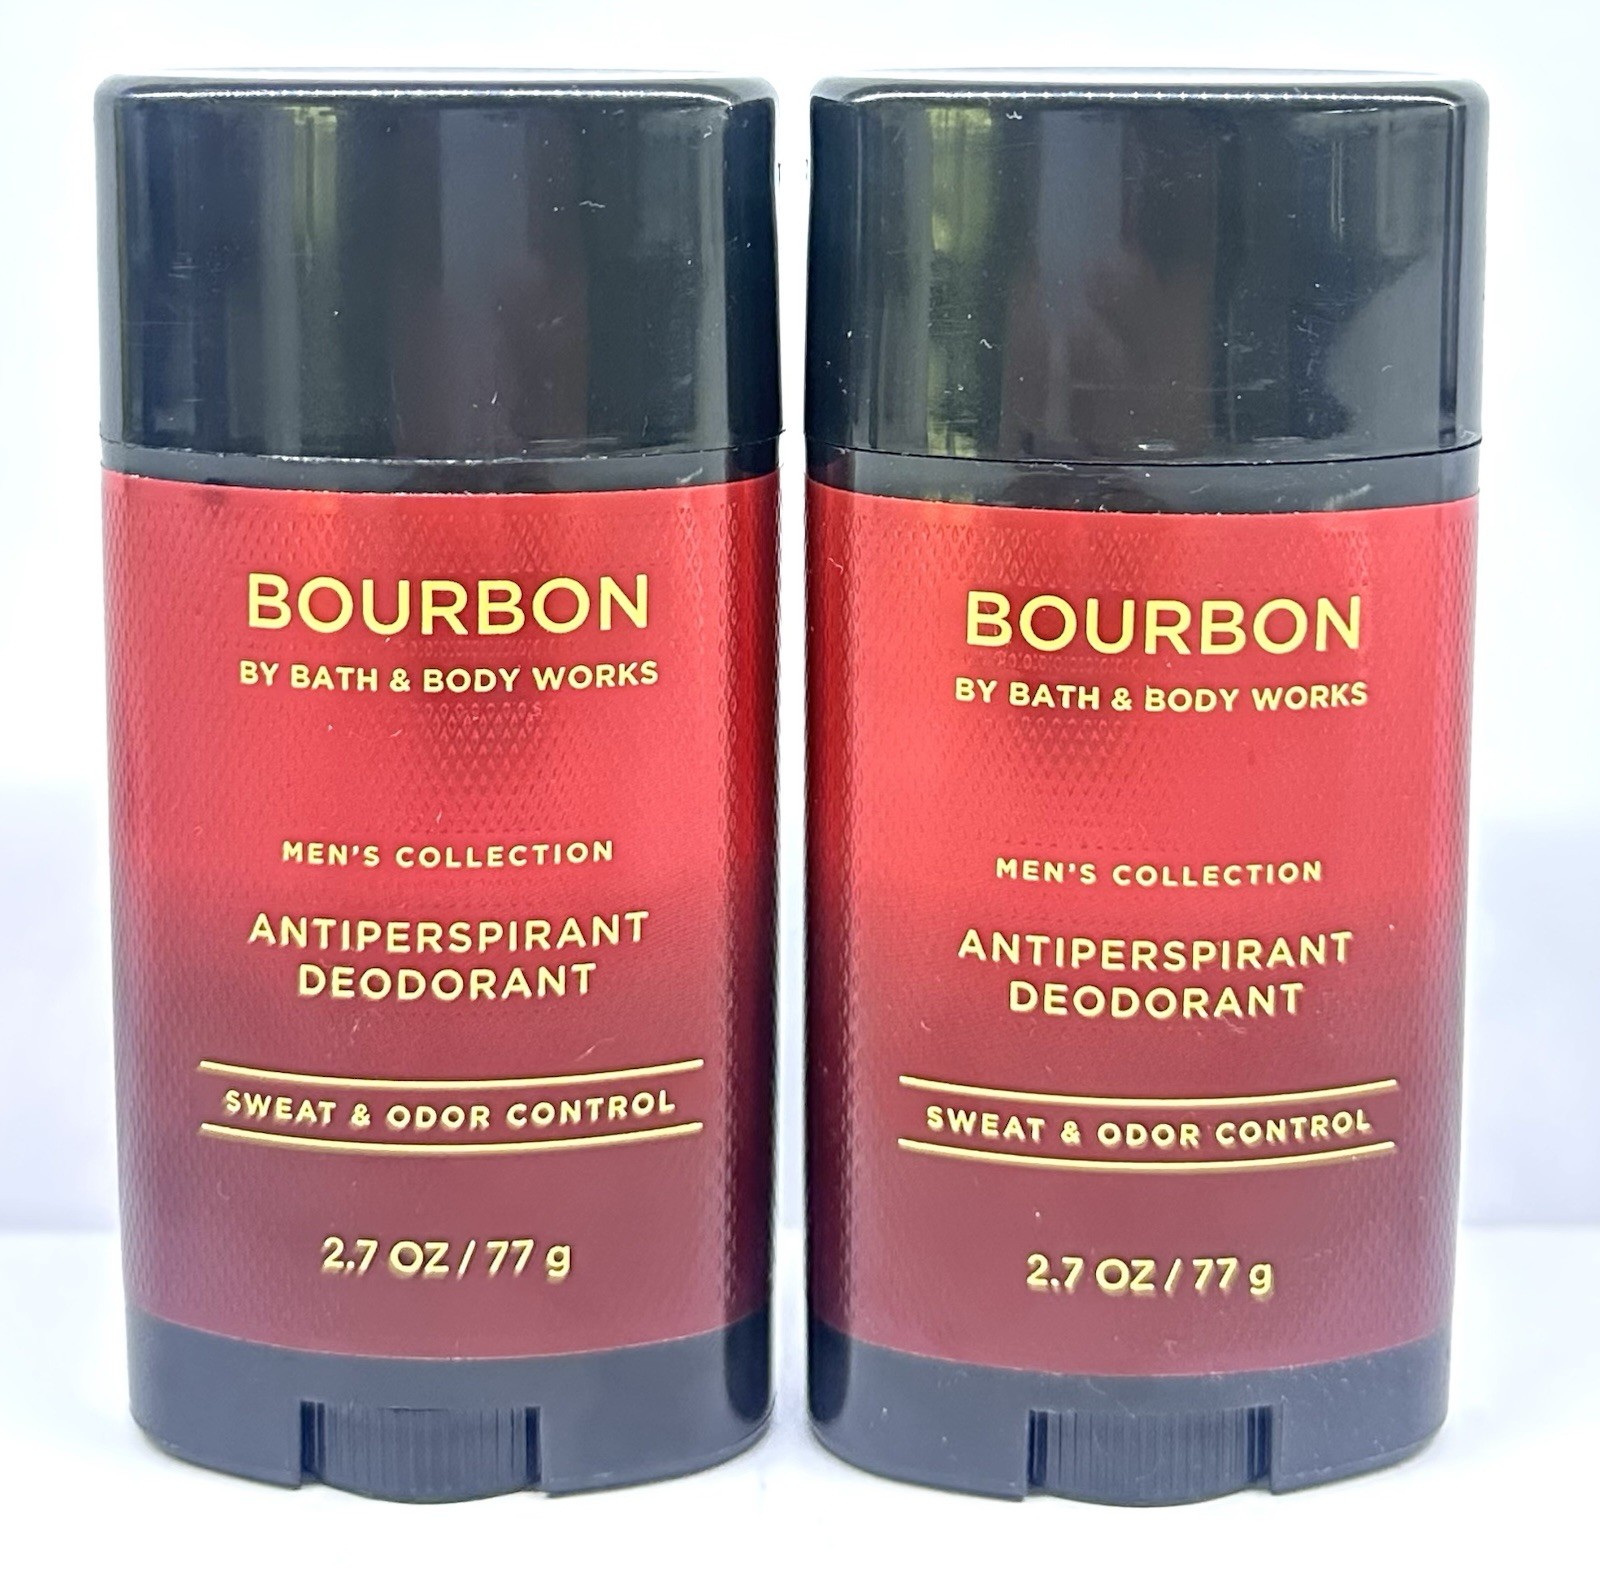 BOURBON
BY BATH & BODY WORKS
MEN'S COLLECTION
ANTIPERSPIRANT
DEODORANT
SWEAT & ODOR CONTROL
2.7 OZ / 77 g
BOURBON
BY BATH & BODY WORKS
MEN'S COLLECTION
ANTIPERSPIRANT
DEODORANT
SWEAT & ODOR CONTROL
2.7 OZ / 77 g